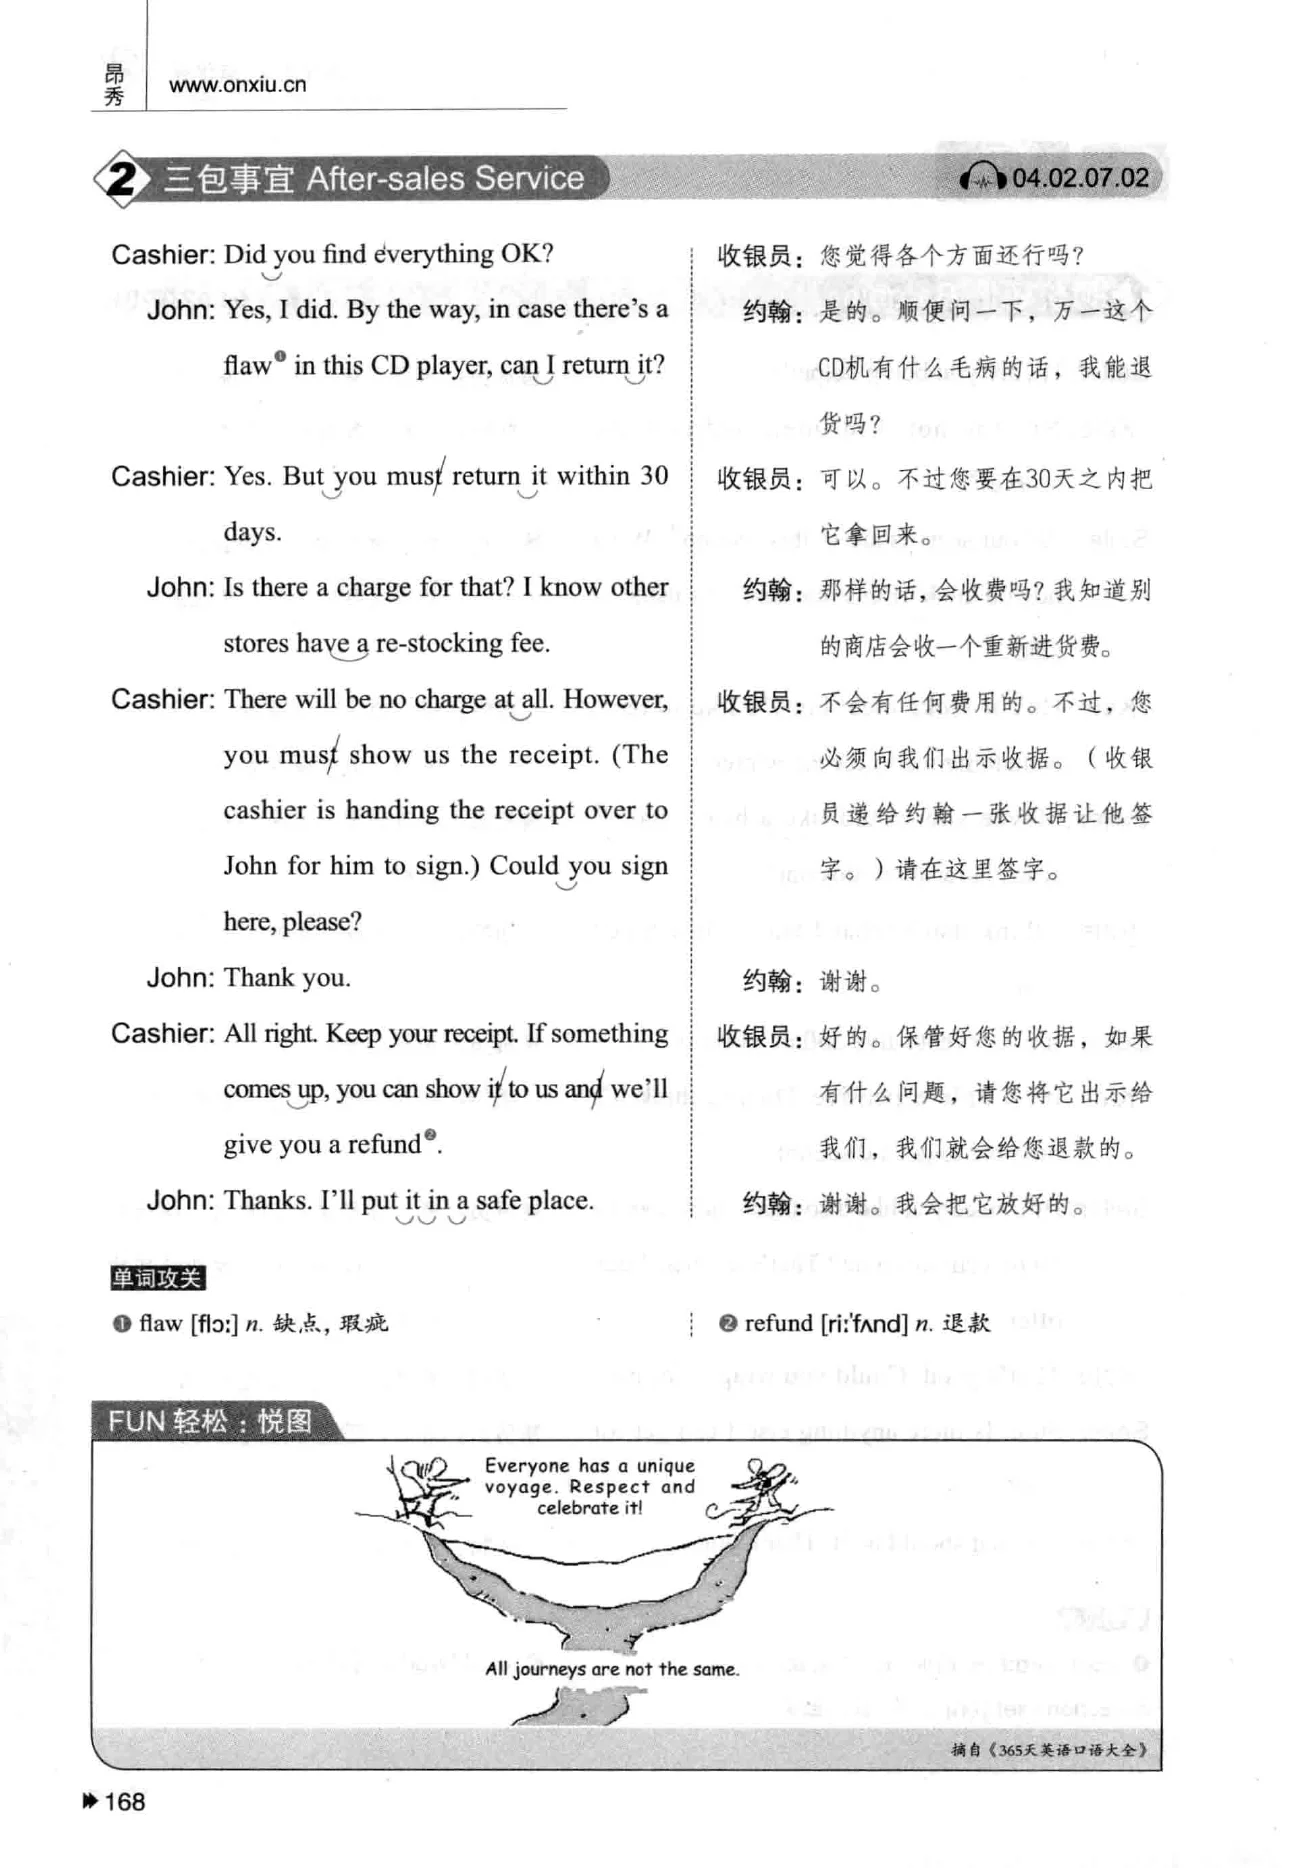 昂秀
www.onxiu.cn
2 三包事宜 After-sales Service
04.02.07.02
Cashier: Did you find everything OK?
John: Yes, I did. By the way, in case there's a
flaw❶ in this CD player, can I return it?
Cashier: Yes. But you must return it within 30
days.
John: Is there a charge for that? I know other
stores have a re-stocking fee.
Cashier: There will be no charge at all. However,
you must show us the receipt. (The
cashier is handing the receipt over to
John for him to sign.) Could you sign
here, please?
John: Thank you.
Cashier: All right. Keep your receipt. If something
comes up, you can show it to us and we'll
give you a refund❷.
John: Thanks. I'll put it in a safe place.
收银员：您觉得各个方面还行吗？
约翰：是的。顺便问一下，万一这个
CD机有什么毛病的话，我能退
货吗？
收银员：可以。不过您要在30天之内把
它拿回来。
约翰：那样的话，会收费吗？我知道别
的商店会收一个重新进货费。
收银员：不会有任何费用的。不过，您
必须向我们出示收据。（收银
员递给约翰一张收据让他签
字。）请在这里签字。
约翰：谢谢。
收银员：好的。保管好您的收据，如果
有什么问题，请您将它出示给
我们，我们就会给您退款的。
约翰：谢谢。我会把它放好的。
单词攻关
❶ flaw [flɔː] n. 缺点，瑕疵
❷ refund [riːˈfʌnd] n. 退款
FUN 轻松：悦图
Everyone has a unique
voyage. Respect and
celebrate it!
All journeys are not the same.
摘自《365天英语口语大全》
168